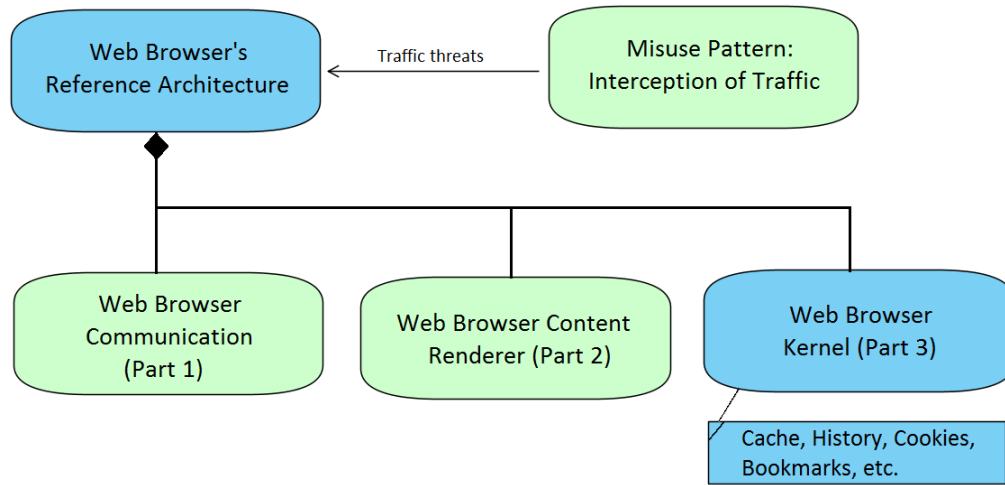 Web Browser's
Reference Architecture
Traffic threats
Misuse Pattern:
Interception of Traffic
Web Browser
Communication
(Part 1)
Web Browser Content
Renderer (Part 2)
Web Browser
Kernel (Part 3)
Cache, History, Cookies,
Bookmarks, etc.